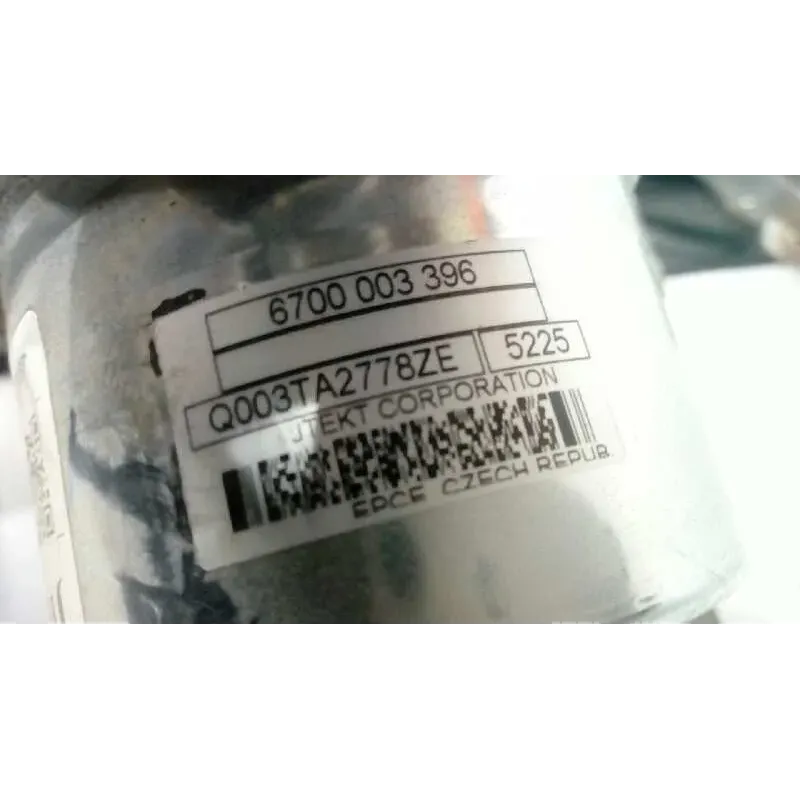 6700 003 396
Q003TA2778ZE 5225
JTEKT CORPORATION
EPCE CZECH REPUB.